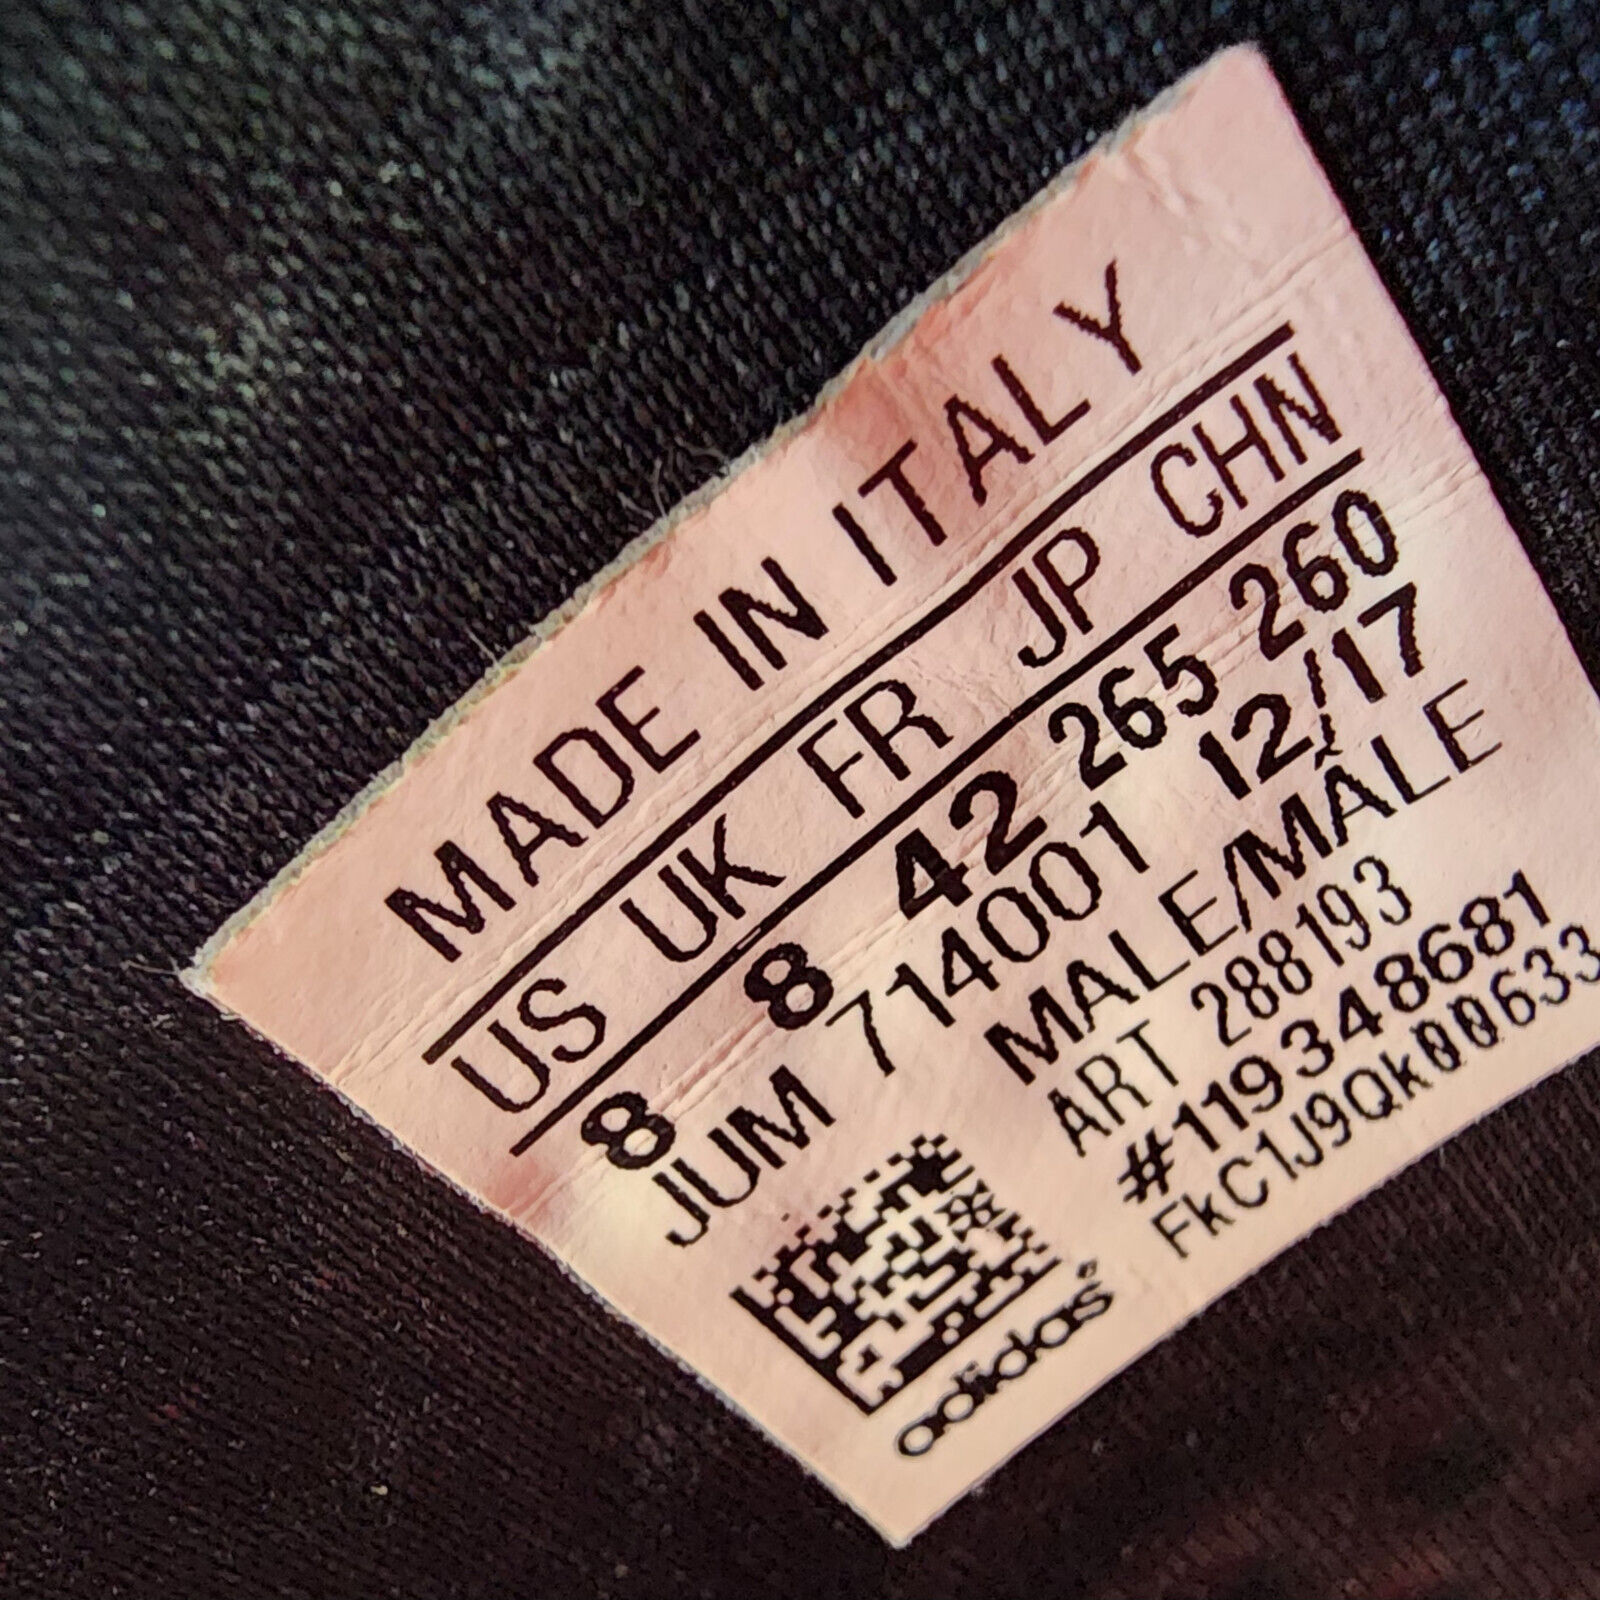 MADE IN ITALY
US UK FR JP CHN
8 8 42 265 260
JUM 714001 12/17
MALE/MÂLE
ART 288193
#119348681
FkC1J9Qk00633
adidas®